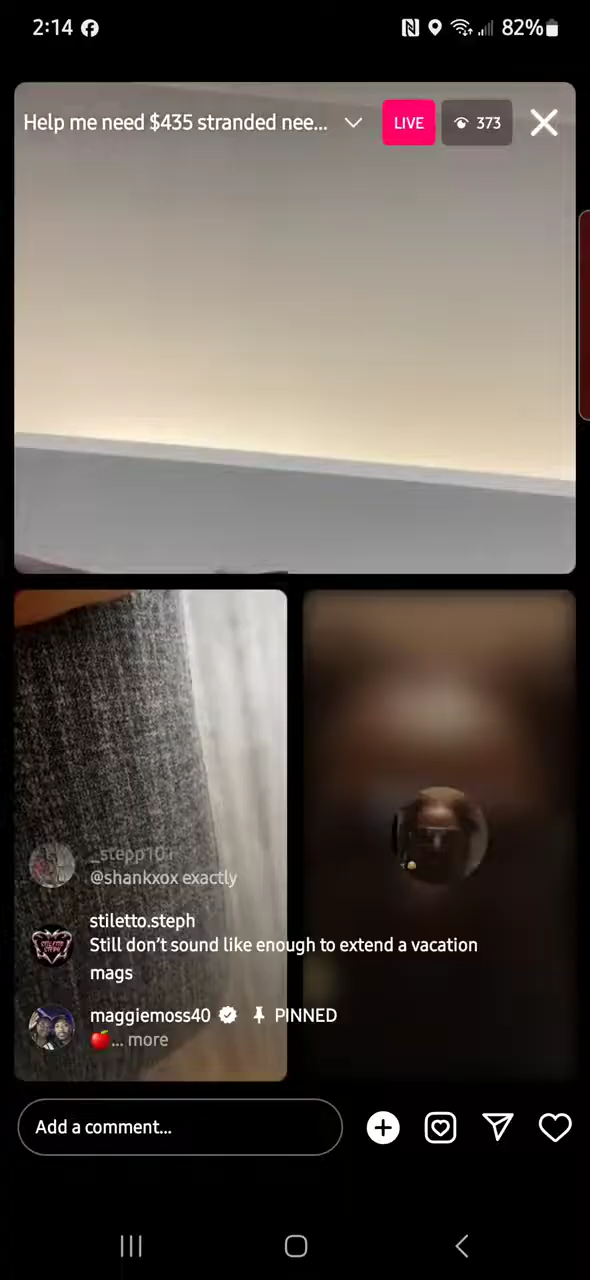 2:14
82%
Help me need $435 stranded nee...
LIVE
373
_stepp10
@shankxox exactly
stiletto.steph
Still don't sound like enough to extend a vacation
mags
maggiemoss40 PINNED
... more
Add a comment...